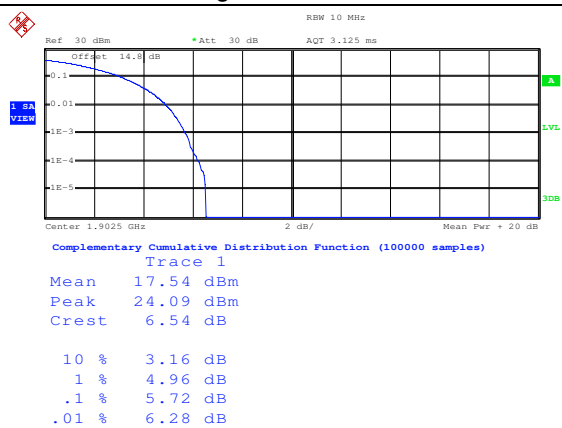 RBW 10 MHz
Ref 30 dBm *Att 30 dB AQT 3.125 ms
Offset 14.8 dB
0.1
A
0.01
1 SA
VIEW
LVL
1E-3
1E-4
1E-5
3DB
Center 1.9025 GHz 2 dB/ Mean Pwr + 20 dB
Complementary Cumulative Distribution Function (100000 samples)
Trace 1
Mean 17.54 dBm
Peak 24.09 dBm
Crest 6.54 dB
10 % 3.16 dB
1 % 4.96 dB
.1 % 5.72 dB
.01 % 6.28 dB